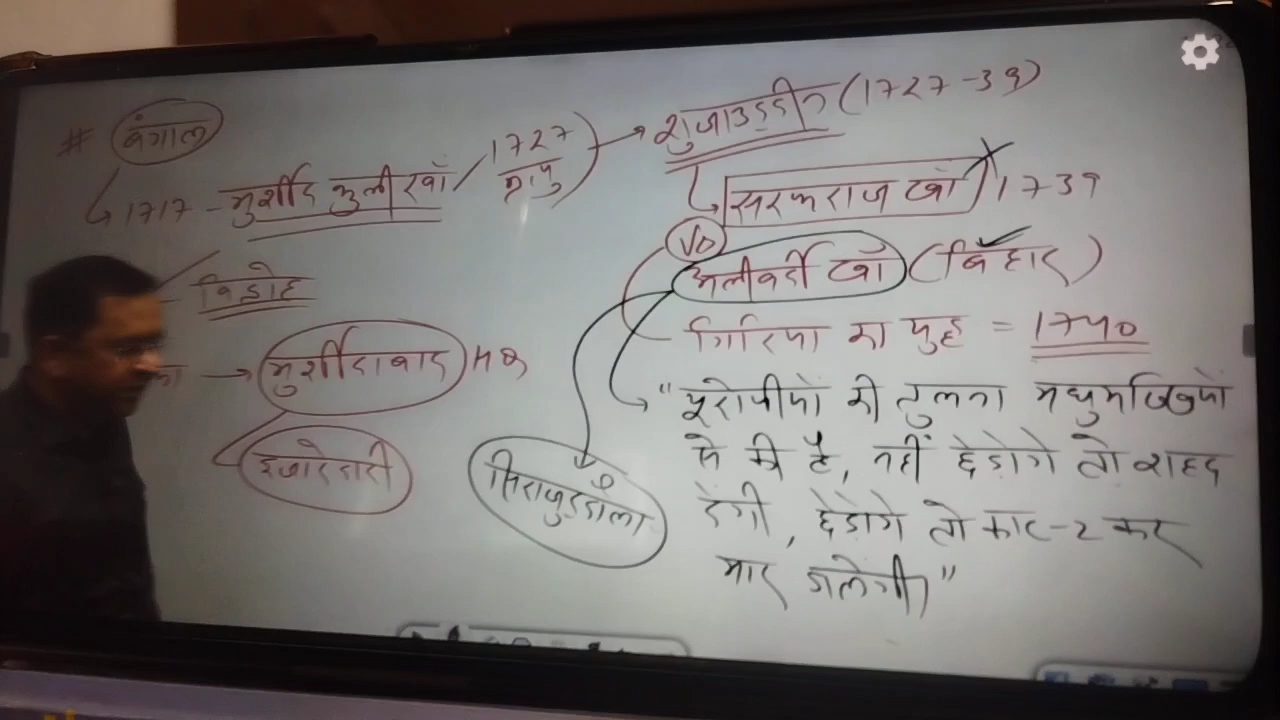 # बंगाल
1717 - मुर्शीद कुली खाँ / 1727 मृत्यु → शुजाउद्दीन (1727-39)
सरफराज खाँ 1739
विद्रोह
अलीवर्दी खाँ (बिहार)
गिरिया का युद्ध = 1740
→ मुर्शीदाबाद
इजारेदारी
सिराजुद्दौला
"यूरोपीयों की तुलना मधुमक्खियों
से की है, नहीं छेड़ोगे तो शहद
देंगी, छेड़ोगे तो काट-2 कर
मार डालेंगी"